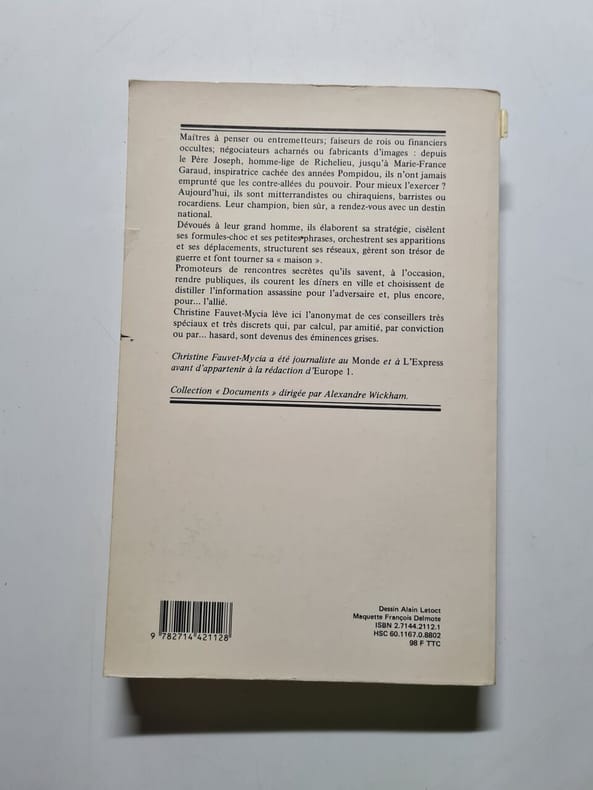 Maîtres à penser ou entremetteurs; faiseurs de rois ou financiers
occultes; négociateurs acharnés ou fabricants d'images : depuis
le Père Joseph, homme-lige de Richelieu, jusqu'à Marie-France
Garaud, inspiratrice cachée des années Pompidou, ils n'ont jamais
emprunté que les contre-allées du pouvoir. Pour mieux l'exercer ?
Aujourd'hui, ils sont mitterrandistes ou chiraquiens, barristes ou
rocardiens. Leur champion, bien sûr, a rendez-vous avec un destin
national.
Dévoués à leur grand homme, ils élaborent sa stratégie, cisèlent
ses formules-choc et ses petites phrases, orchestrent ses apparitions
et ses déplacements, structurent ses réseaux, gèrent son trésor de
guerre et font tourner sa « maison ».
Promoteurs de rencontres secrètes qu'ils savent, à l'occasion,
rendre publiques, ils courent les dîners en ville et choisissent de
distiller l'information assassine pour l'adversaire et, plus encore,
pour... l'allié.
Christine Fauvet-Mycia lève ici l'anonymat de ces conseillers très
spéciaux et très discrets qui, par calcul, par amitié, par conviction
ou par... hasard, sont devenus des éminences grises.
Christine Fauvet-Mycia a été journaliste au Monde et à L'Express
avant d'appartenir à la rédaction d'Europe 1.
Collection « Documents » dirigée par Alexandre Wickham.
Dessin Alain Letoct
Maquette François Delmote
ISBN 2.7144.2112.1
HSC 60.1167.0.8802
98 F TTC
9 782714 421128